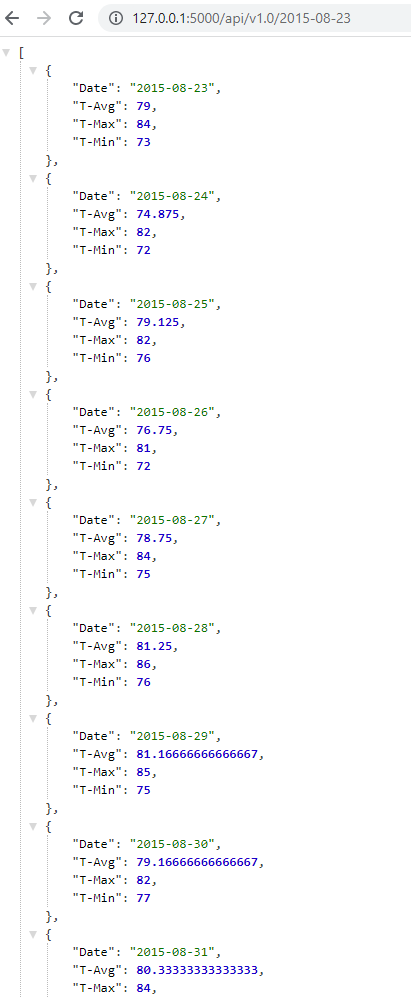 127.0.0.1:5000/api/v1.0/2015-08-23
[
{
"Date": "2015-08-23",
"T-Avg": 79,
"T-Max": 84,
"T-Min": 73
},
{
"Date": "2015-08-24",
"T-Avg": 74.875,
"T-Max": 82,
"T-Min": 72
},
{
"Date": "2015-08-25",
"T-Avg": 79.125,
"T-Max": 82,
"T-Min": 76
},
{
"Date": "2015-08-26",
"T-Avg": 76.75,
"T-Max": 81,
"T-Min": 72
},
{
"Date": "2015-08-27",
"T-Avg": 78.75,
"T-Max": 84,
"T-Min": 75
},
{
"Date": "2015-08-28",
"T-Avg": 81.25,
"T-Max": 86,
"T-Min": 76
},
{
"Date": "2015-08-29",
"T-Avg": 81.16666666666667,
"T-Max": 85,
"T-Min": 75
},
{
"Date": "2015-08-30",
"T-Avg": 79.16666666666667,
"T-Max": 82,
"T-Min": 77
},
{
"Date": "2015-08-31",
"T-Avg": 80.33333333333333,
"T-Max": 84,